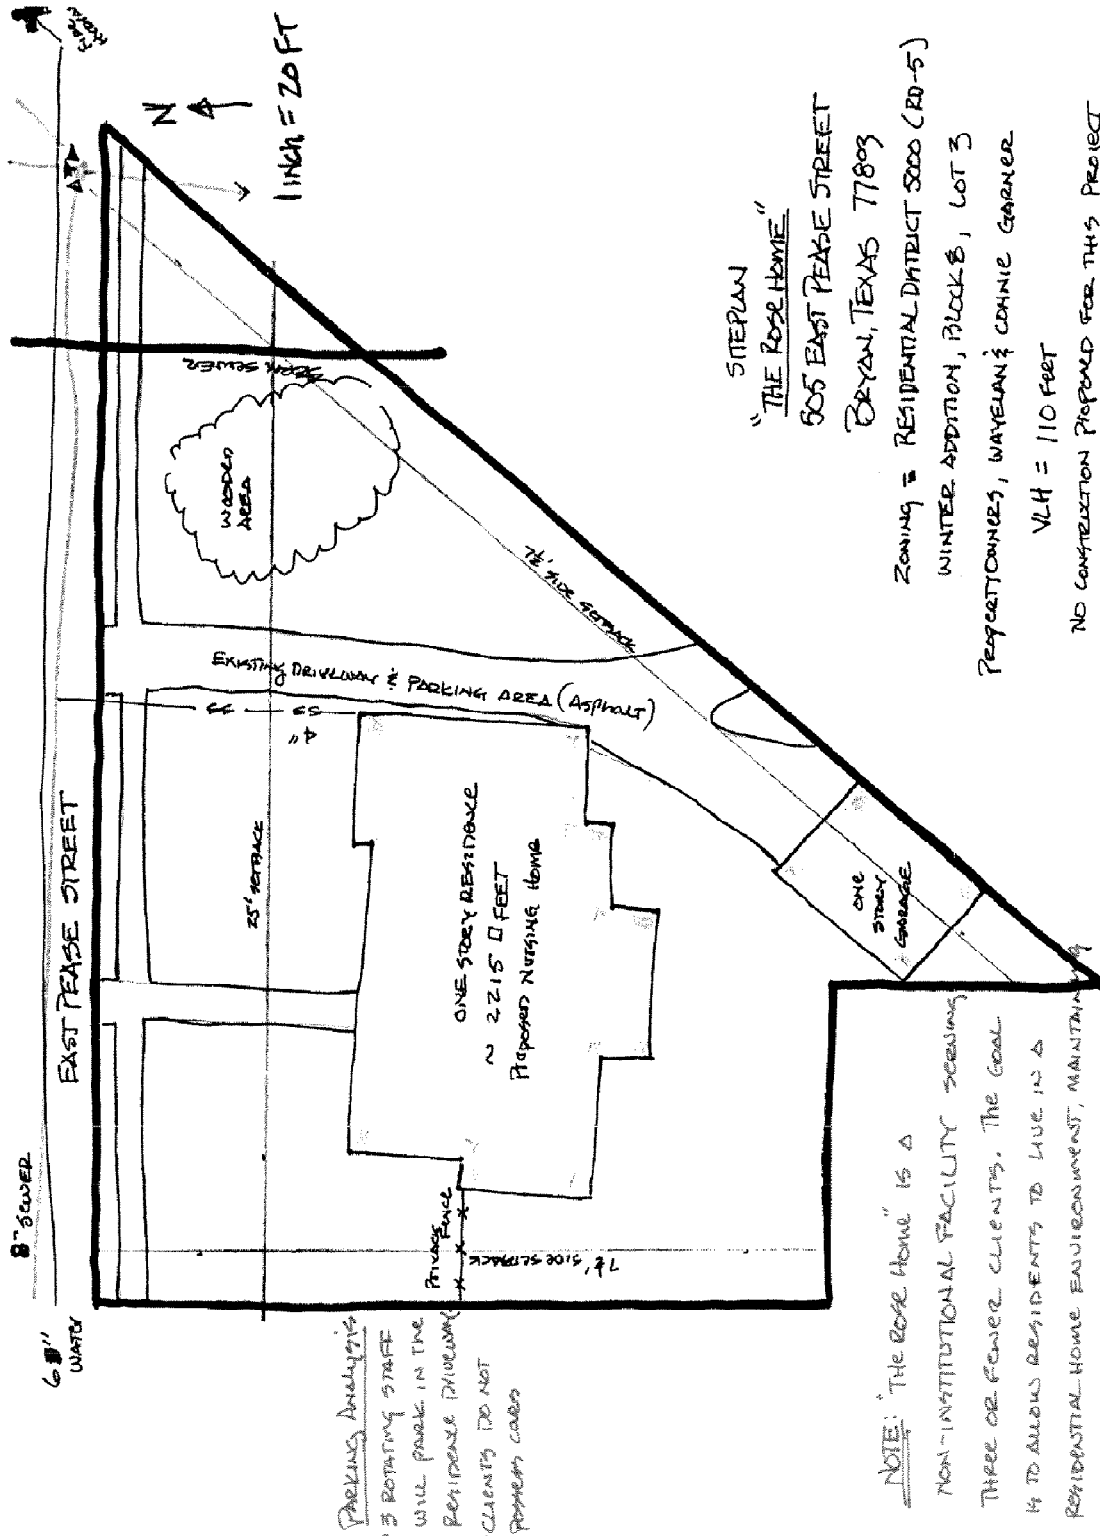 8" SEWER
6" WATER
EAST PEASE STREET
FIRE
N
1 INCH = 20 FT
SEWER
WOODED
AREA
7½' SIDE SETBACK
EXISTING DRIVEWAY & PARKING AREA (ASPHALT)
SS
SS
4"
25' SETBACK
ONE STORY RESIDENCE
~ 2215 □ FEET
PROPOSED NURSING HOME
ONE
STORY
GARAGE
PRIVACY
FENCE
7½' SIDE SETBACK
SITEPLAN
"THE ROSE HOME"
505 EAST PEASE STREET
BRYAN, TEXAS 77803
ZONING = RESIDENTIAL DISTRICT 5000 (RD-5)
WINTER ADDITION, BLOCK 8, LOT 3
PROPERTY OWNERS, WAYELAN & CONNIE GARNER
VLH = 110 FEET
NO CONSTRUCTION PROPOSED FOR THIS PROJECT
PARKING ANALYSIS
3 ROTATING STAFF
WILL PARK IN THE
RESIDENCE DRIVEWAY
CLIENTS DO NOT
POSSESS CARS
NOTE: "THE ROSE HOME" IS A
NON-INSTITUTIONAL FACILITY SERVING
THREE OR FEWER CLIENTS. THE GOAL
IS TO ALLOW RESIDENTS TO LIVE IN A
RESIDENTIAL HOME ENVIRONMENT, MAINTAINING